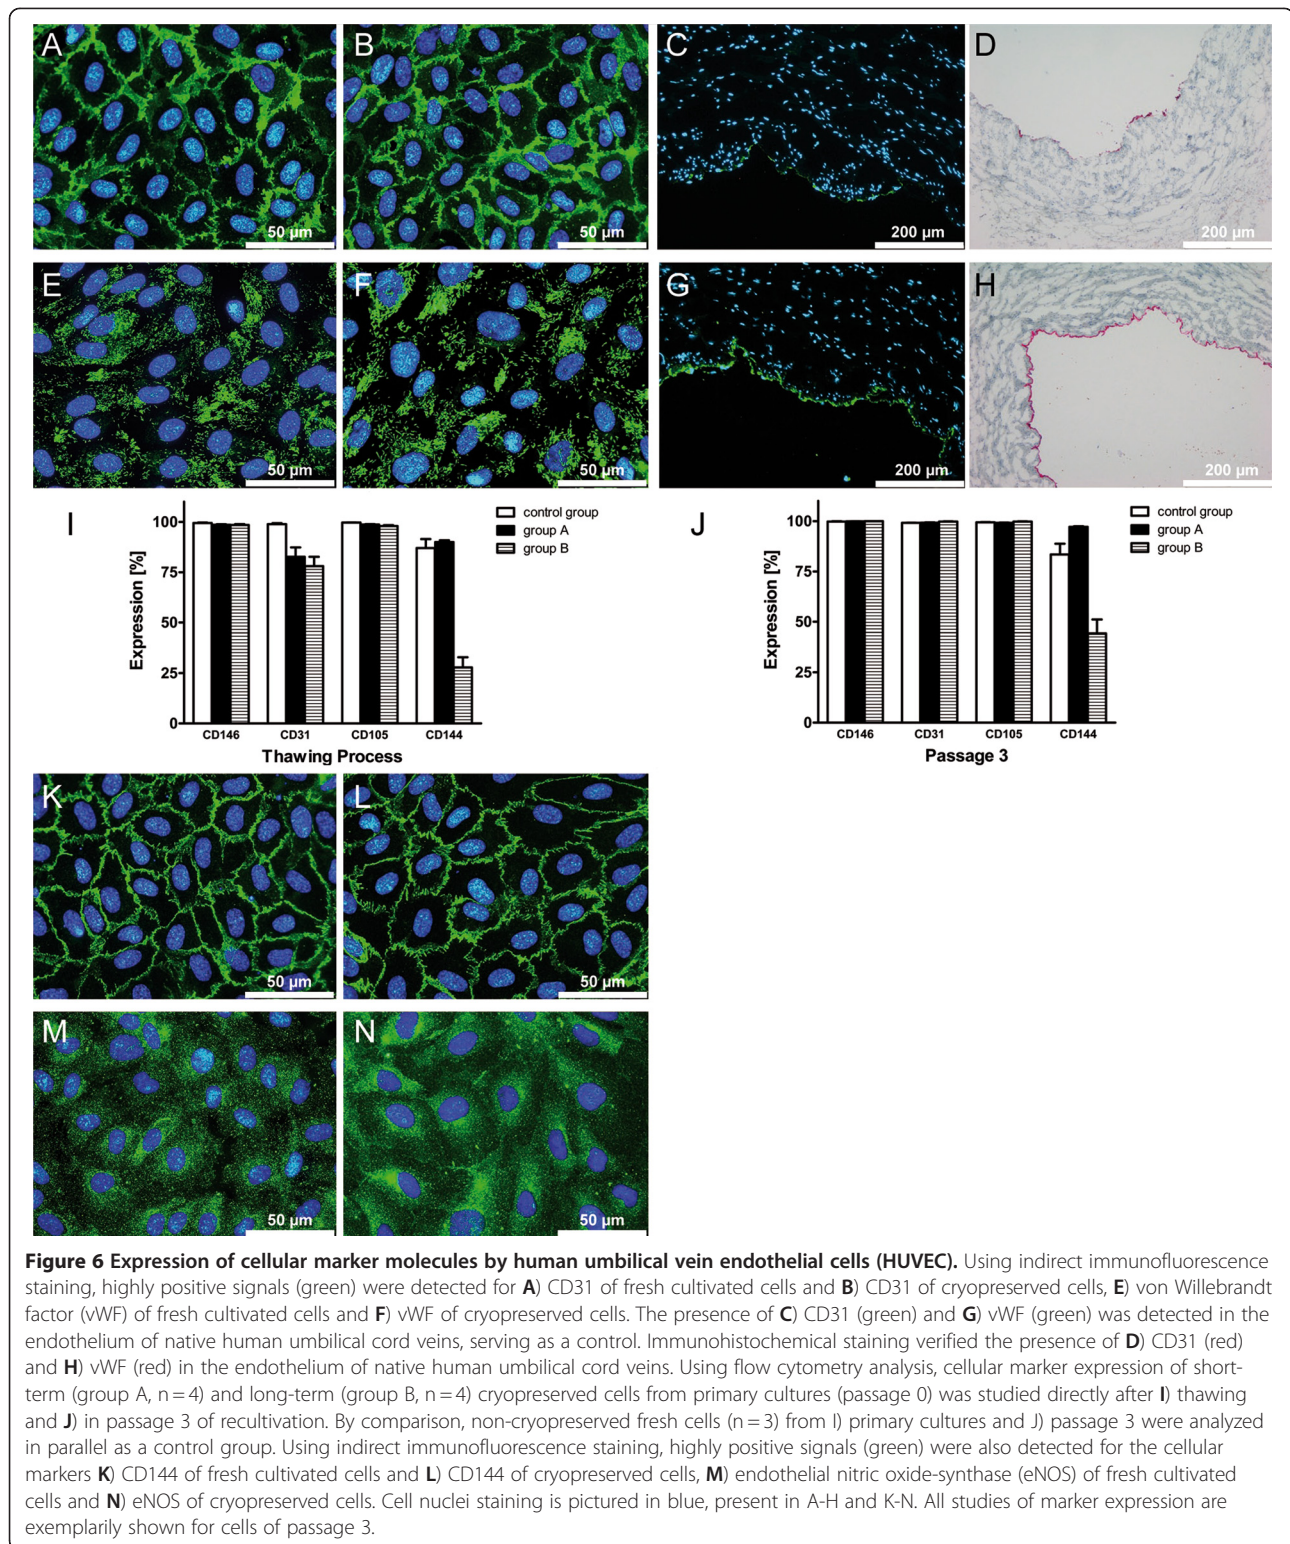 A
B
C
D
50 µm
50 µm
200 µm
200 µm
E
F
G
H
50 µm
50 µm
200 µm
200 µm
I
100
75
50
25
0
Expression [%]
CD146 CD31 CD105 CD144
Thawing Process
control group
group A
group B
J
100
75
50
25
0
Expression [%]
CD146 CD31 CD105 CD144
Passage 3
control group
group A
group B
K
L
50 µm
50 µm
M
N
50 µm
50 µm
Figure 6 Expression of cellular marker molecules by human umbilical vein endothelial cells (HUVEC). Using indirect immunofluorescence
staining, highly positive signals (green) were detected for A) CD31 of fresh cultivated cells and B) CD31 of cryopreserved cells, E) von Willebrandt
factor (vWF) of fresh cultivated cells and F) vWF of cryopreserved cells. The presence of C) CD31 (green) and G) vWF (green) was detected in the
endothelium of native human umbilical cord veins, serving as a control. Immunohistochemical staining verified the presence of D) CD31 (red)
and H) vWF (red) in the endothelium of native human umbilical cord veins. Using flow cytometry analysis, cellular marker expression of short-
term (group A, n = 4) and long-term (group B, n = 4) cryopreserved cells from primary cultures (passage 0) was studied directly after I) thawing
and J) in passage 3 of recultivation. By comparison, non-cryopreserved fresh cells (n = 3) from I) primary cultures and J) passage 3 were analyzed
in parallel as a control group. Using indirect immunofluorescence staining, highly positive signals (green) were also detected for the cellular
markers K) CD144 of fresh cultivated cells and L) CD144 of cryopreserved cells, M) endothelial nitric oxide-synthase (eNOS) of fresh cultivated
cells and N) eNOS of cryopreserved cells. Cell nuclei staining is pictured in blue, present in A-H and K-N. All studies of marker expression are
exemplarily shown for cells of passage 3.